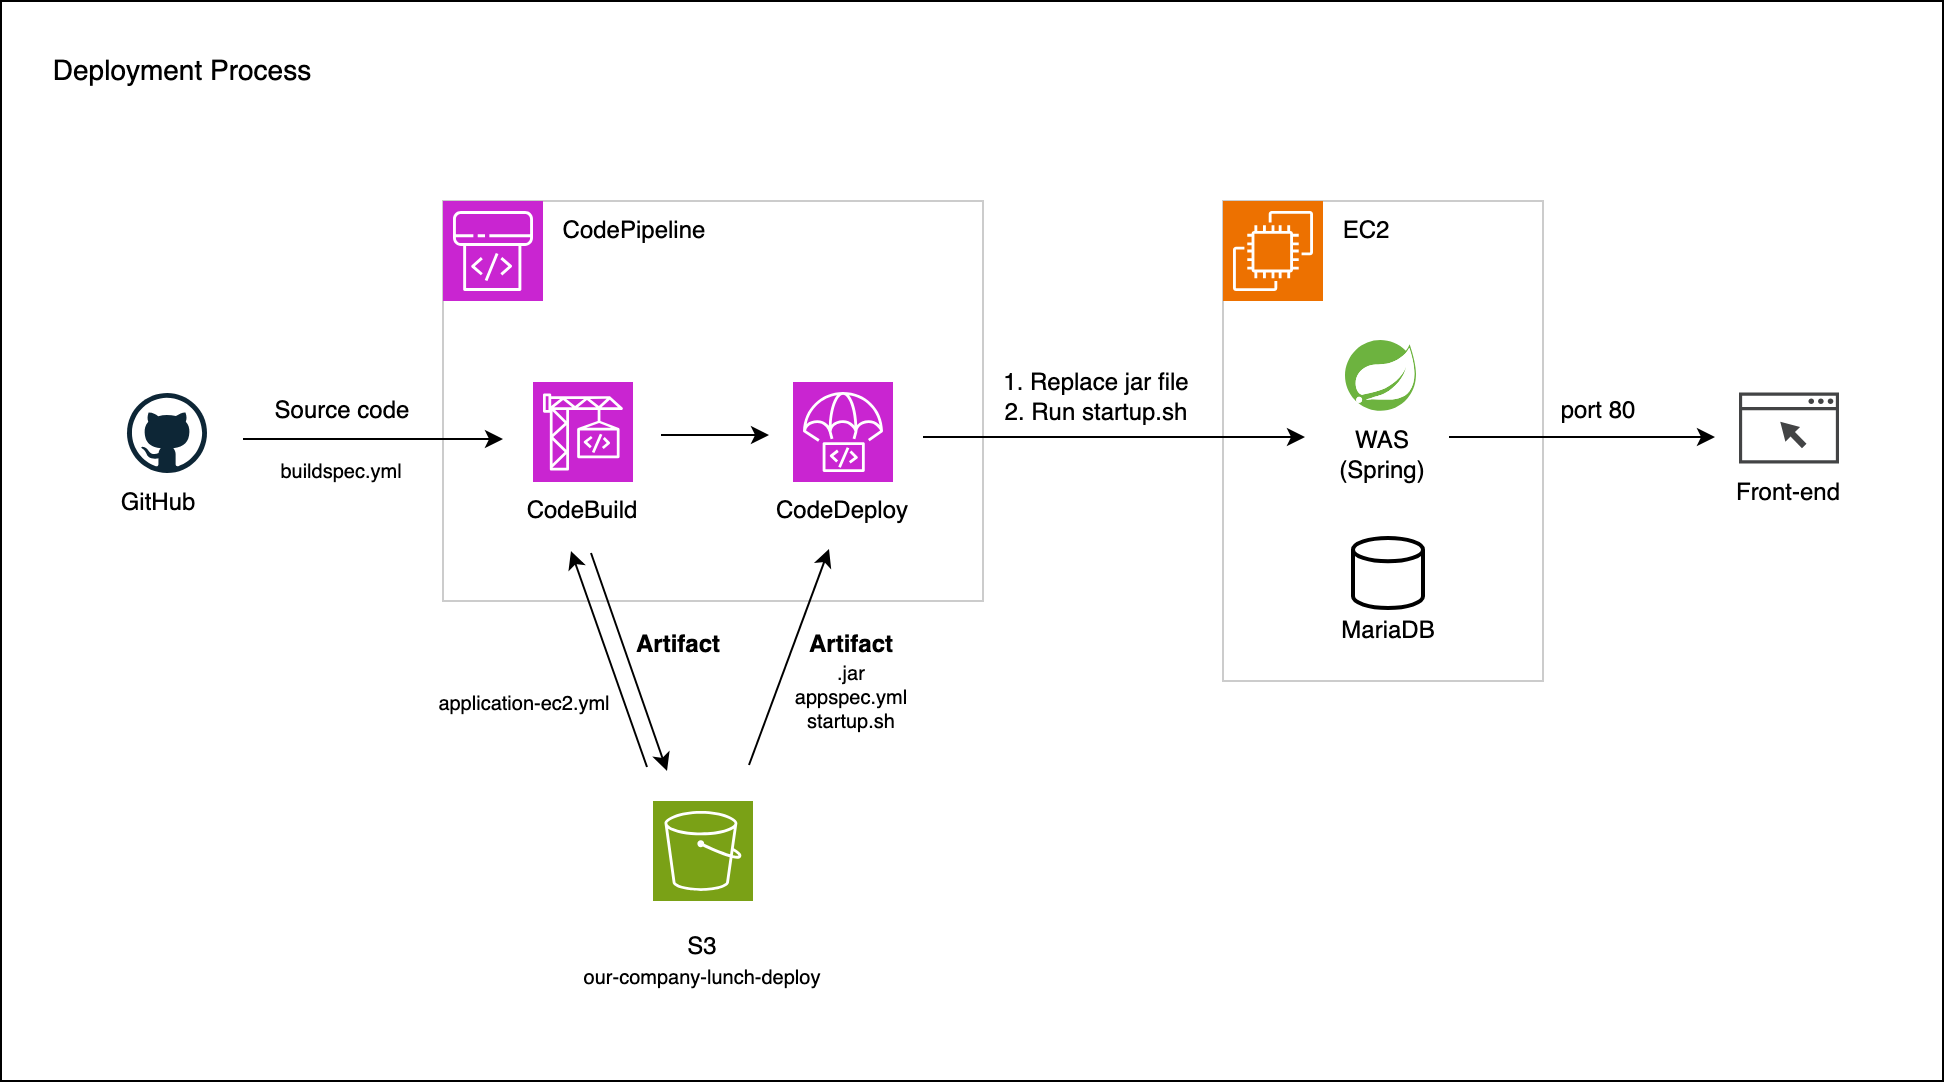 Deployment Process
CodePipeline
EC2
1. Replace jar file
2. Run startup.sh
Source code
buildspec.yml
port 80
GitHub
CodeBuild
CodeDeploy
WAS
(Spring)
Front-end
MariaDB
Artifact
application-ec2.yml
Artifact
.jar
appspec.yml
startup.sh
S3
our-company-lunch-deploy